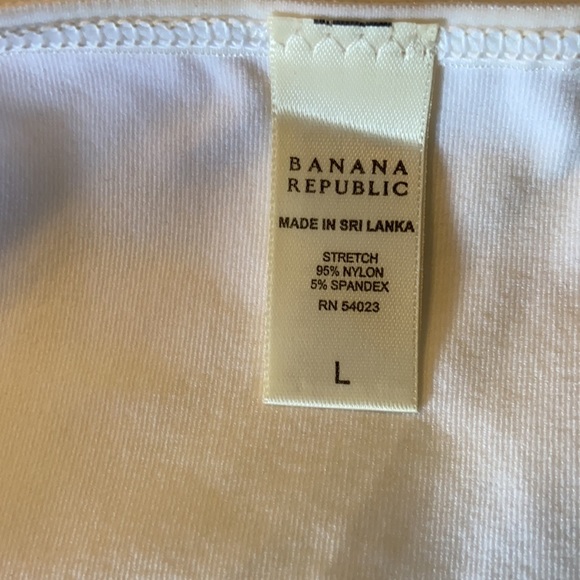 BANANA
REPUBLIC
MADE IN SRI LANKA
STRETCH
95% NYLON
5% SPANDEX
RN 54023
L